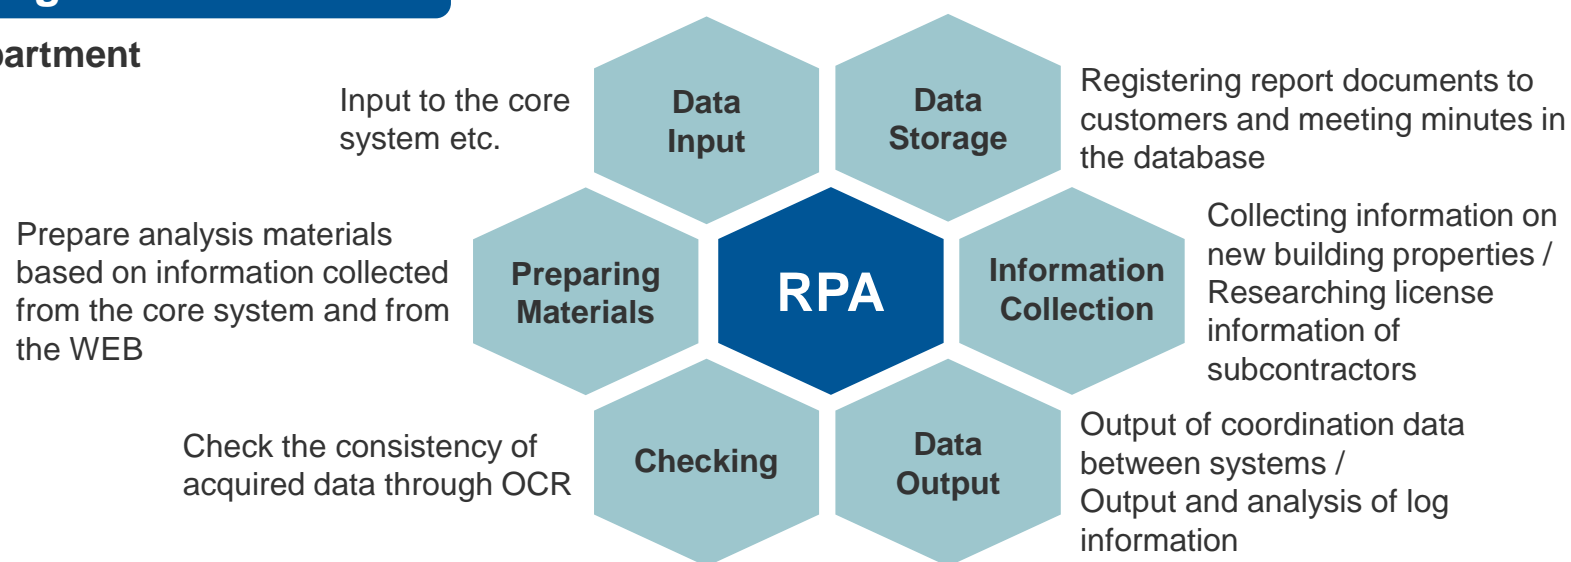 Input to the core
system etc.
Data
Input
Data
Storage
Registering report documents to
customers and meeting minutes in
the database
Prepare analysis materials
based on information collected
from the core system and from
the WEB
Preparing
Materials
RPA
Information
Collection
Collecting information on
new building properties /
Researching license
information of
subcontractors
Check the consistency of
acquired data through OCR
Checking
Data
Output
Output of coordination data
between systems /
Output and analysis of log
information